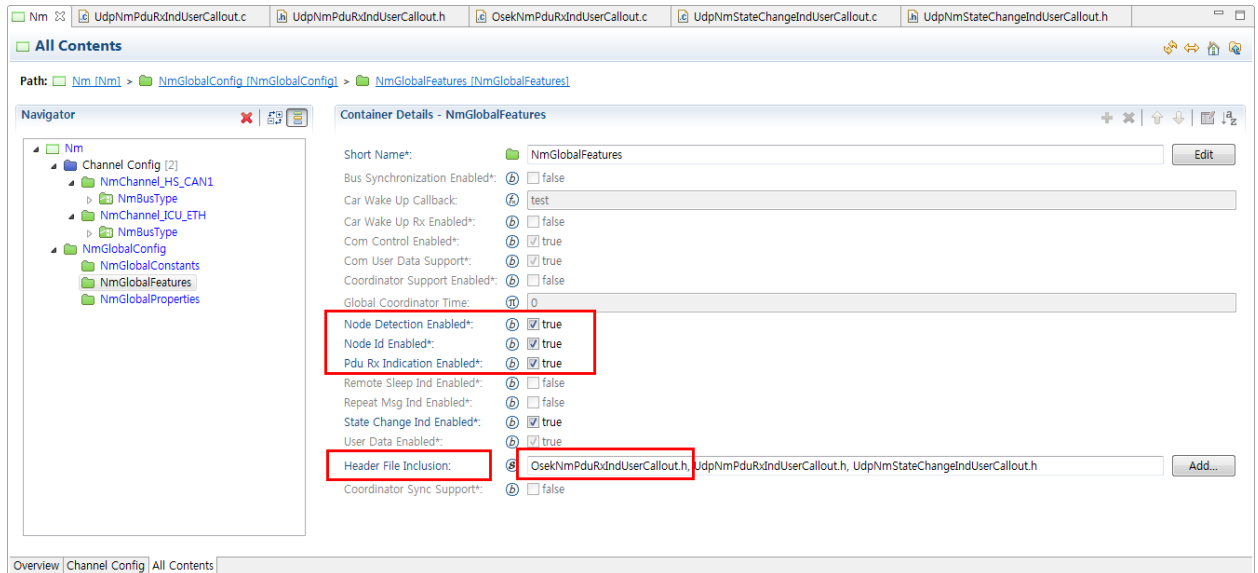 Nm UdpNmPduRxIndUserCallout.c UdpNmPduRxIndUserCallout.h OsekNmPduRxIndUserCallout.c UdpNmStateChangeIndUserCallout.c UdpNmStateChangeIndUserCallout.h
All Contents
Path: Nm [Nm] > NmGlobalConfig [NmGlobalConfig] > NmGlobalFeatures [NmGlobalFeatures]
Navigator
Nm
Channel Config [2]
NmChannel_HS_CAN1
NmBusType
NmChannel_ICU_ETH
NmBusType
NmGlobalConfig
NmGlobalConstants
NmGlobalFeatures
NmGlobalProperties
Container Details - NmGlobalFeatures
Short Name*: NmGlobalFeatures Edit
Bus Synchronization Enabled*: false
Car Wake Up Callback: test
Car Wake Up Rx Enabled*: false
Com Control Enabled*: true
Com User Data Support*: true
Coordinator Support Enabled*: false
Global Coordinator Time: 0
Node Detection Enabled*: true
Node Id Enabled*: true
Pdu Rx Indication Enabled*: true
Remote Sleep Ind Enabled*: false
Repeat Msg Ind Enabled*: false
State Change Ind Enabled*: true
User Data Enabled*: true
Header File Inclusion: OsekNmPduRxIndUserCallout.h, UdpNmPduRxIndUserCallout.h, UdpNmStateChangeIndUserCallout.h Add...
Coordinator Sync Support*: false
Overview Channel Config All Contents